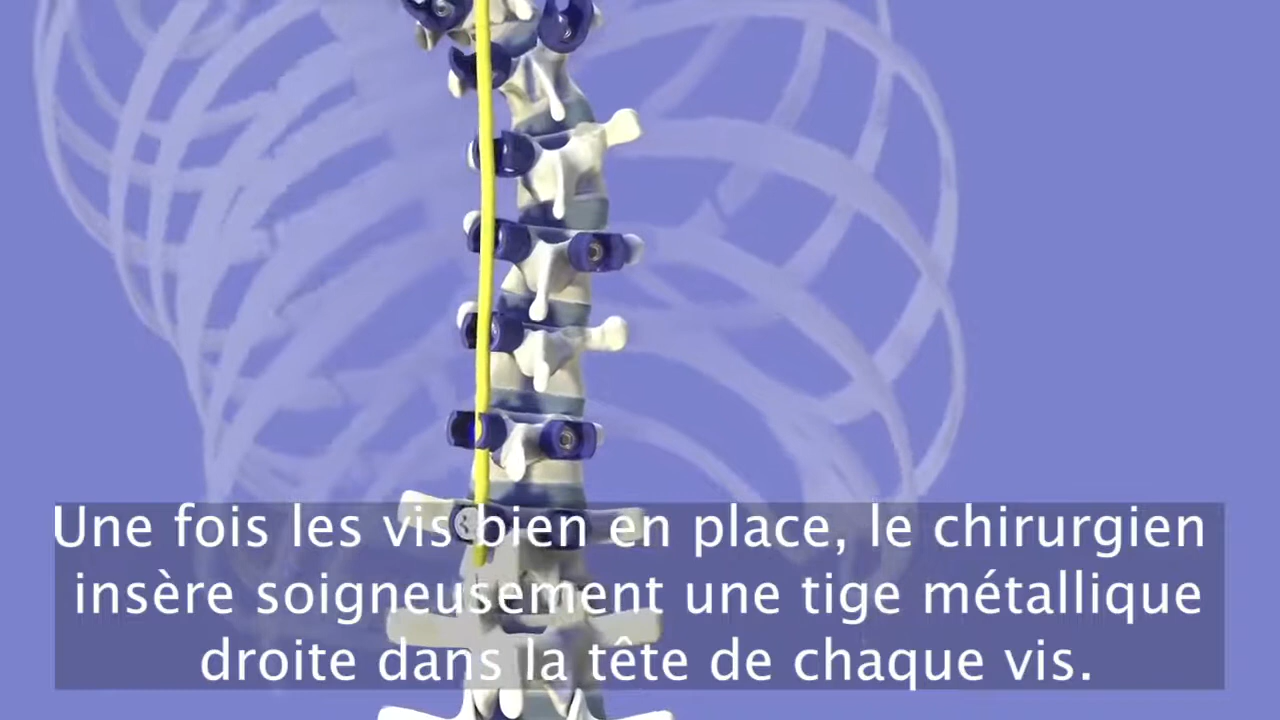 Une fois les vis bien en place, le chirurgien
insère soigneusement une tige métallique
droite dans la tête de chaque vis.